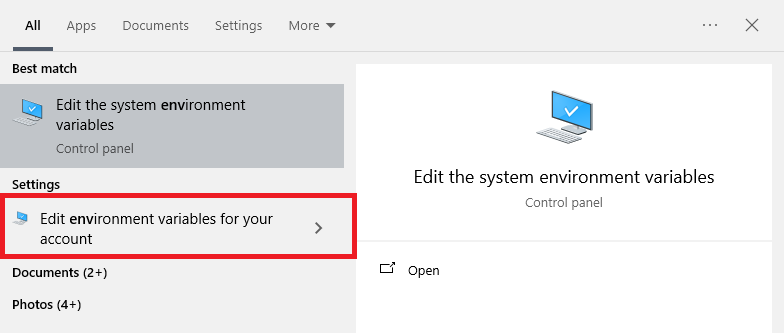 All Apps Documents Settings More
Best match
Edit the system environment
variables
Control panel
Settings
Edit environment variables for your
account
Documents (2+)
Photos (4+)
Edit the system environment variables
Control panel
Open